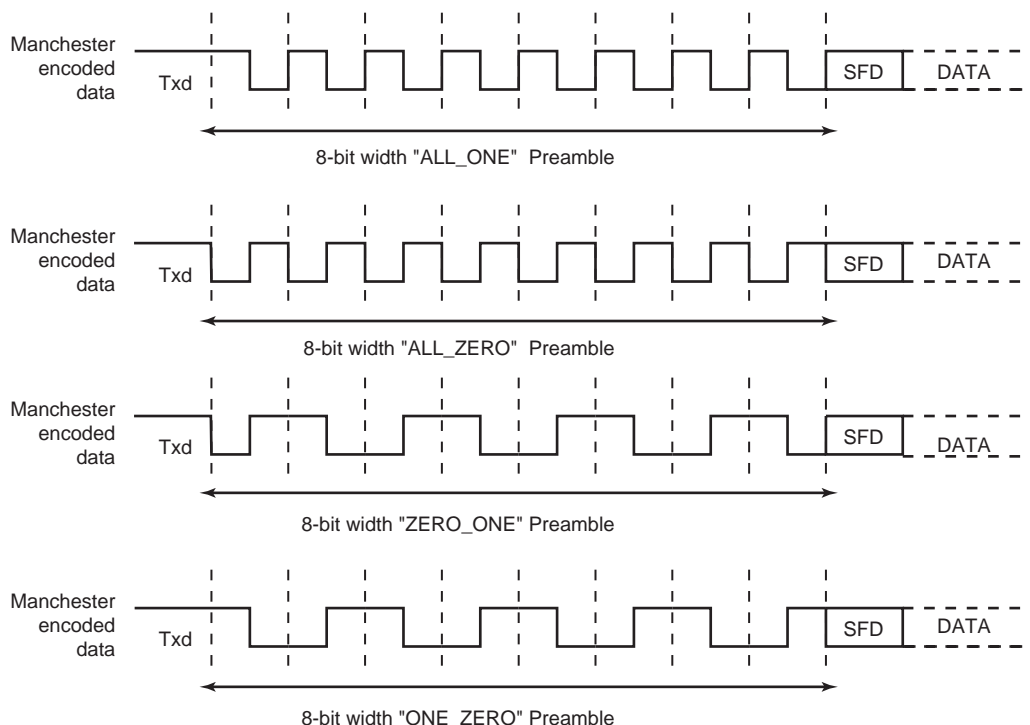 Manchester
encoded
data
Txd
SFD
DATA
8-bit width "ALL_ONE" Preamble
Manchester
encoded
data
Txd
SFD
DATA
8-bit width "ALL_ZERO" Preamble
Manchester
encoded
data
Txd
SFD
DATA
8-bit width "ZERO_ONE" Preamble
Manchester
encoded
data
Txd
SFD
DATA
8-bit width "ONE_ZERO" Preamble